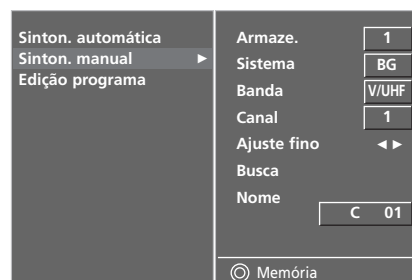 Sinton. automática
Sinton. manual ►
Edição programa
Armaze. 1
Sistema BG
Banda V/UHF
Canal 1
Ajuste fino ◄►
Busca
Nome
C 01
Memória